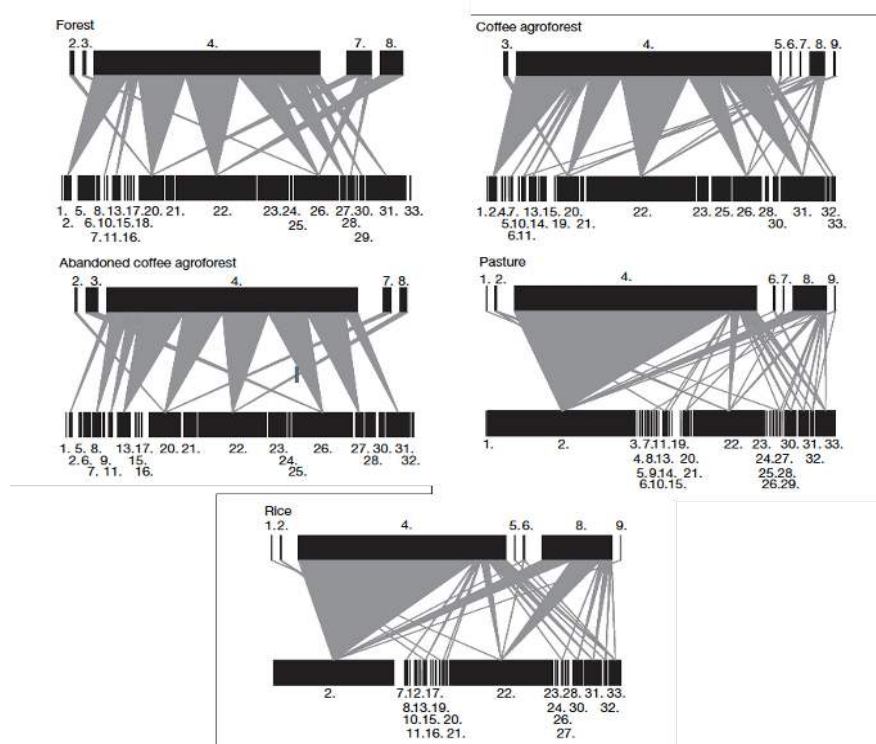 Forest
2. 3. 4. 7. 8.
1. 5. 8. 13. 17. 20. 21. 22. 23. 24. 26. 27. 30. 31. 33.
2. 6. 10. 15. 18. 25. 28.
7. 11. 16. 29.
Coffee agroforest
3. 4. 5. 6. 7. 8. 9.
1. 2. 4. 7. 13. 15. 20. 22. 23. 25. 26. 28. 31. 32.
5. 10. 14. 19. 21. 30. 33.
6. 11.
Abandoned coffee agroforest
2. 3. 4. 7. 8.
1. 5. 8. 13. 17. 20. 21. 22. 23. 26. 27. 30. 31.
2. 6. 9. 15. 24. 28. 32.
7. 11. 16. 25.
Pasture
1. 2. 4. 6. 7. 8. 9.
1. 2. 3. 7. 11. 19. 22. 23. 30. 31. 33.
4. 8. 13. 20. 24. 27. 32.
5. 9. 14. 21. 25. 28.
6. 10. 15. 26. 29.
Rice
1. 2. 4. 5. 6. 8. 9.
2. 7. 12. 17. 22. 23. 28. 31. 33.
8. 13. 19. 24. 30. 32.
10. 15. 20. 26.
11. 16. 21. 27.